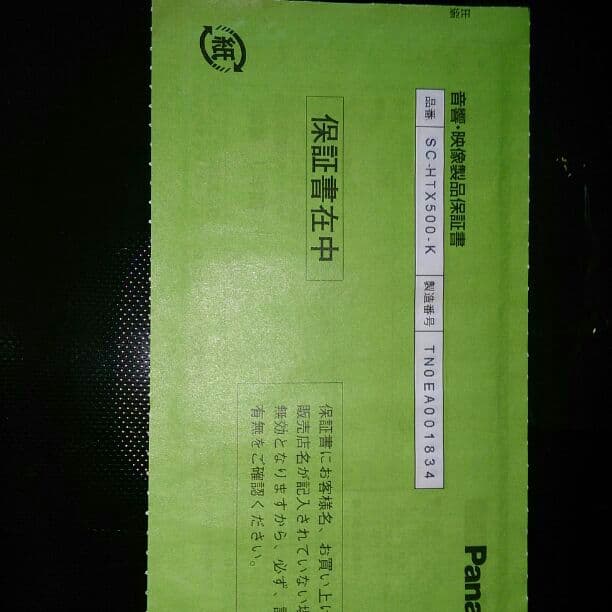 音響・映像製品保証書
品番 SC-HTX500-K 製造番号 TN0EA001834
Pana
保証書在中
保証書にお客様名、お買い上げ
販売店名が記入されていない場
無効となりますから、必ず、記
有無をご確認ください。
紙